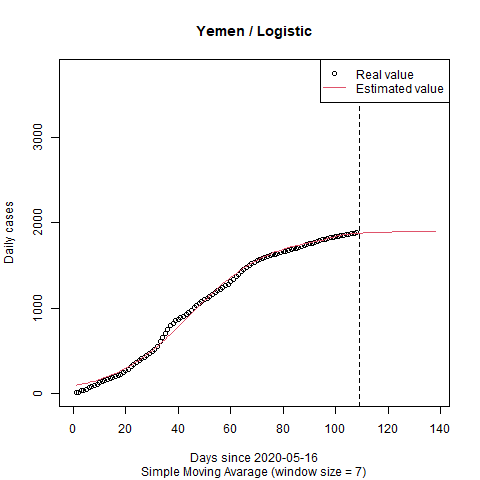 Yemen / Logistic
Real value
Estimated value
Daily cases
3000
2000
1000
0
0 20 40 60 80 100 120 140
Days since 2020-05-16
Simple Moving Avarage (window size = 7)